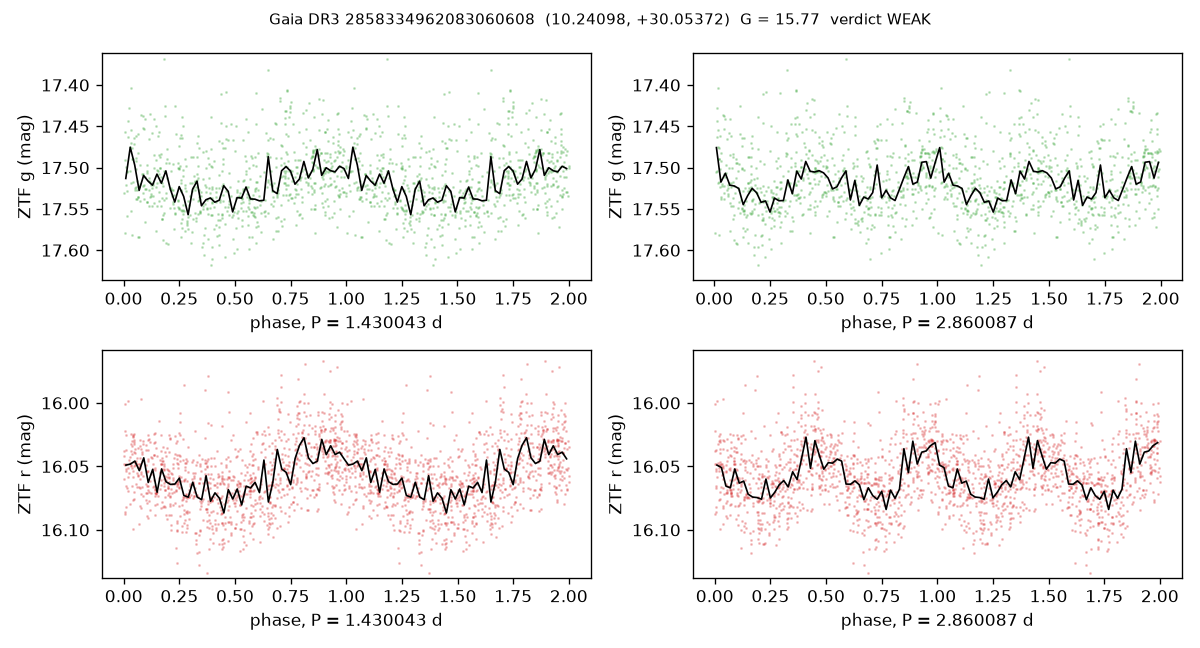 Gaia DR3 2858334962083060608 (10.24098, +30.05372) G = 15.77 verdict WEAK
ZTF g (mag)
17.40
17.45
17.50
17.55
17.60
0.00 0.25 0.50 0.75 1.00 1.25 1.50 1.75 2.00
phase, P = 1.430043 d
ZTF g (mag)
17.40
17.45
17.50
17.55
17.60
0.00 0.25 0.50 0.75 1.00 1.25 1.50 1.75 2.00
phase, P = 2.860087 d
ZTF r (mag)
16.00
16.05
16.10
0.00 0.25 0.50 0.75 1.00 1.25 1.50 1.75 2.00
phase, P = 1.430043 d
ZTF r (mag)
16.00
16.05
16.10
0.00 0.25 0.50 0.75 1.00 1.25 1.50 1.75 2.00
phase, P = 2.860087 d